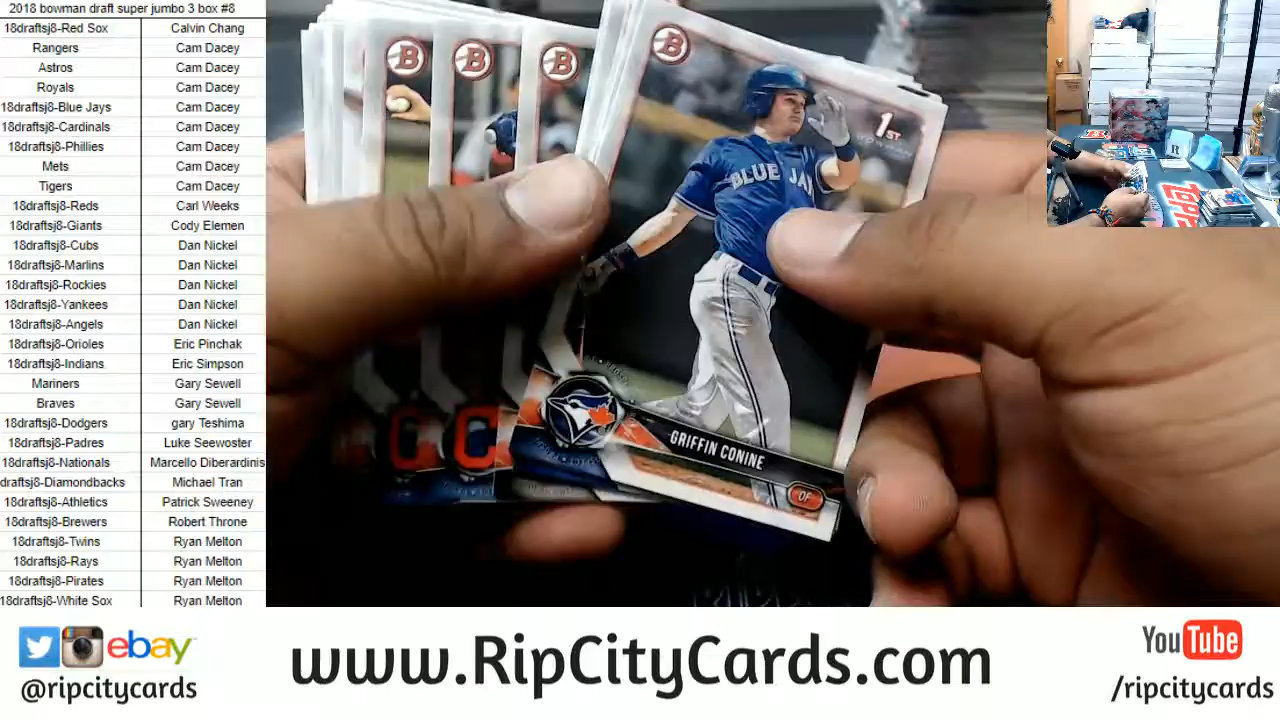 2018 bowman draft super jumbo 3 box #8
18draftsj8-Red Sox Calvin Chang
Rangers Cam Dacey
Astros Cam Dacey
Royals Cam Dacey
18draftsj8-Blue Jays Cam Dacey
18draftsj8-Cardinals Cam Dacey
18draftsj8-Phillies Cam Dacey
Mets Cam Dacey
Tigers Cam Dacey
18draftsj8-Reds Carl Weeks
18draftsj8-Giants Cody Elemen
18draftsj8-Cubs Dan Nickel
18draftsj8-Marlins Dan Nickel
18draftsj8-Rockies Dan Nickel
18draftsj8-Yankees Dan Nickel
18draftsj8-Angels Dan Nickel
18draftsj8-Orioles Eric Pinchak
18draftsj8-Indians Eric Simpson
Mariners Gary Sewell
Braves Gary Sewell
18draftsj8-Dodgers gary Teshima
18draftsj8-Padres Luke Seewoster
18draftsj8-Nationals Marcello Diberardinis
draftsj8-Diamondbacks Michael Tran
18draftsj8-Athletics Patrick Sweeney
18draftsj8-Brewers Robert Throne
18draftsj8-Twins Ryan Melton
18draftsj8-Rays Ryan Melton
18draftsj8-Pirates Ryan Melton
18draftsj8-White Sox Ryan Melton
B B B B
1ST
BLUE JAY
GRIFFIN CONINE
OF
TOPPS
ebay
@ripcitycards
www.RipCityCards.com
YouTube
/ripcitycards